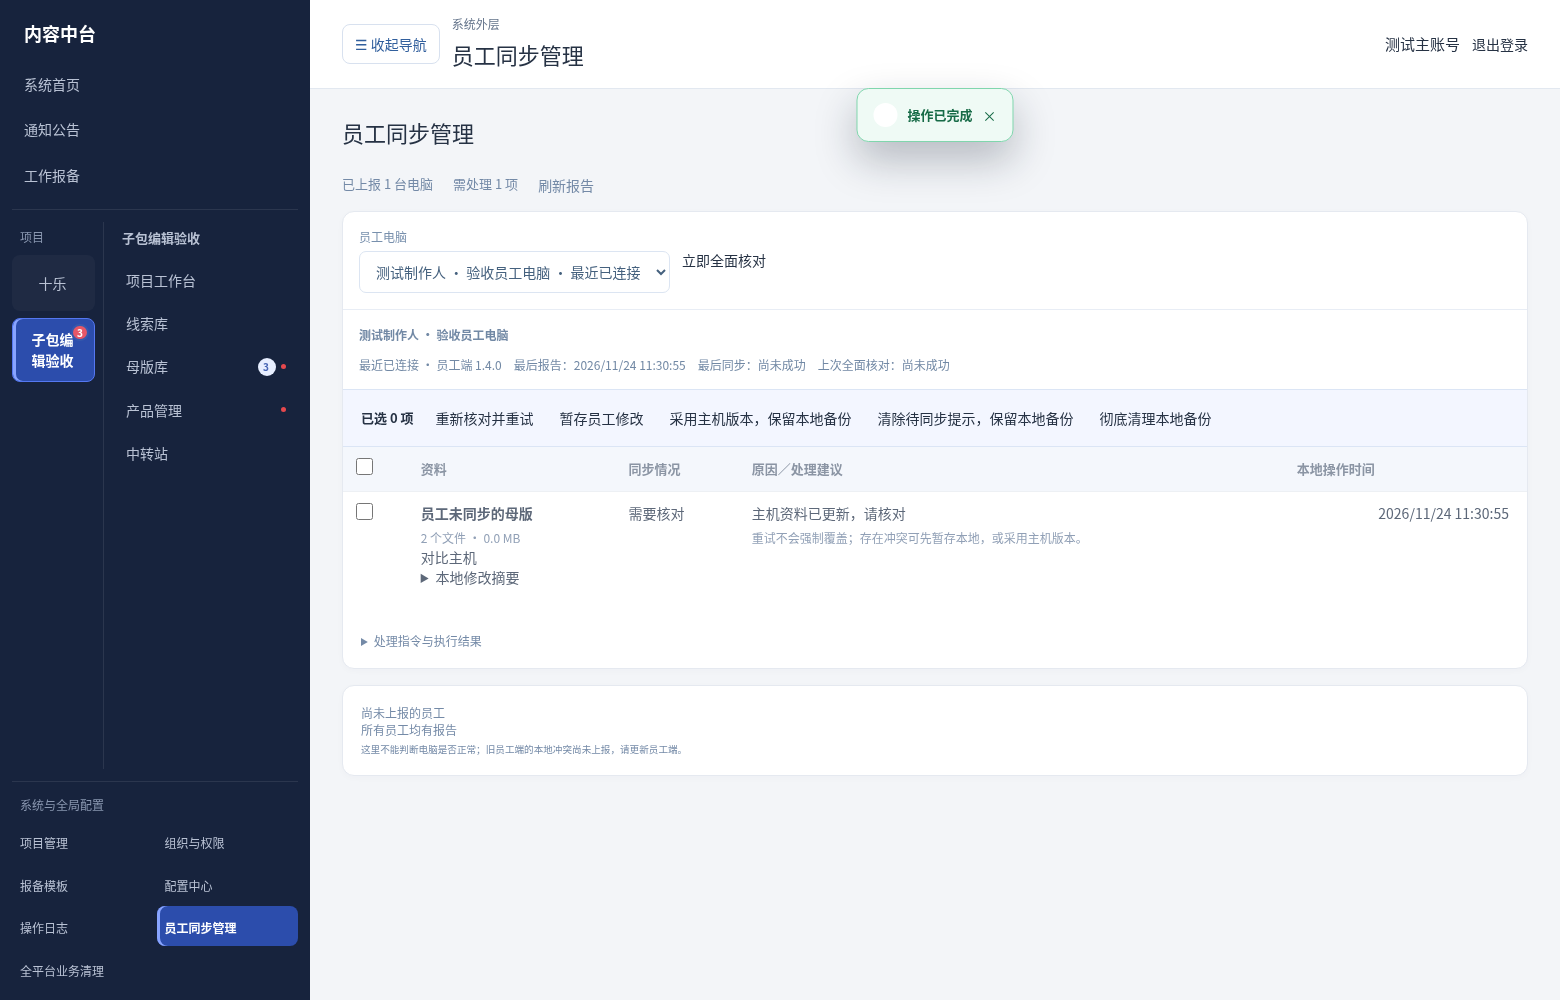 内容中台
系统首页
通知公告
工作报备
项目
十乐
子包编
辑验收
3
子包编辑验收
项目工作台
线索库
母版库
3
产品管理
中转站
系统与全局配置
项目管理
组织与权限
报备模板
配置中心
操作日志
员工同步管理
全平台业务清理
☰ 收起导航
系统外层
员工同步管理
测试主账号
退出登录
操作已完成 ×
员工同步管理
已上报 1 台电脑
需处理 1 项
刷新报告
员工电脑
测试制作人 · 验收员工电脑 · 最近已连接
立即全面核对
测试制作人 · 验收员工电脑
最近已连接 · 员工端 1.4.0 最后报告：2026/11/24 11:30:55 最后同步：尚未成功 上次全面核对：尚未成功
已选 0 项
重新核对并重试
暂存员工修改
采用主机版本，保留本地备份
清除待同步提示，保留本地备份
彻底清理本地备份
资料
同步情况
原因／处理建议
本地操作时间
员工未同步的母版
需要核对
主机资料已更新，请核对
2026/11/24 11:30:55
2 个文件 · 0.0 MB
重试不会强制覆盖；存在冲突可先暂存本地，或采用主机版本。
对比主机
▶ 本地修改摘要
▶ 处理指令与执行结果
尚未上报的员工
所有员工均有报告
这里不能判断电脑是否正常；旧员工端的本地冲突尚未上报，请更新员工端。